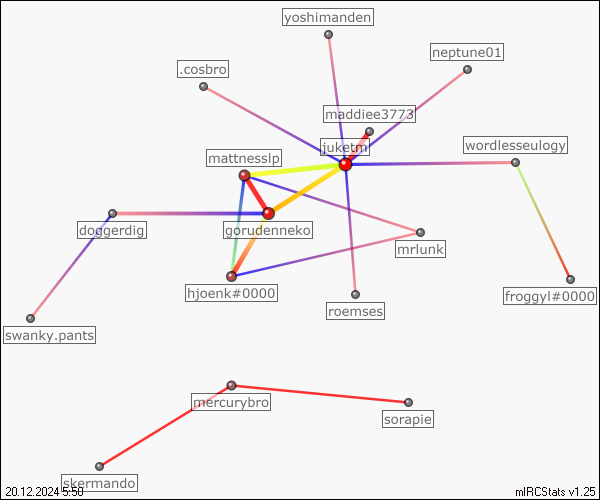 yoshimanden
neptune01
.cosbro
maddiee3773
juketm
wordlesseulogy
mattnesslp
doggerdig
gorudenneko
mrlunk
hjoenk#0000
froggyl#0000
roemses
swanky.pants
mercurybro
sorapie
skermando
20.12.2024 5:50
mIRCStats v1.25